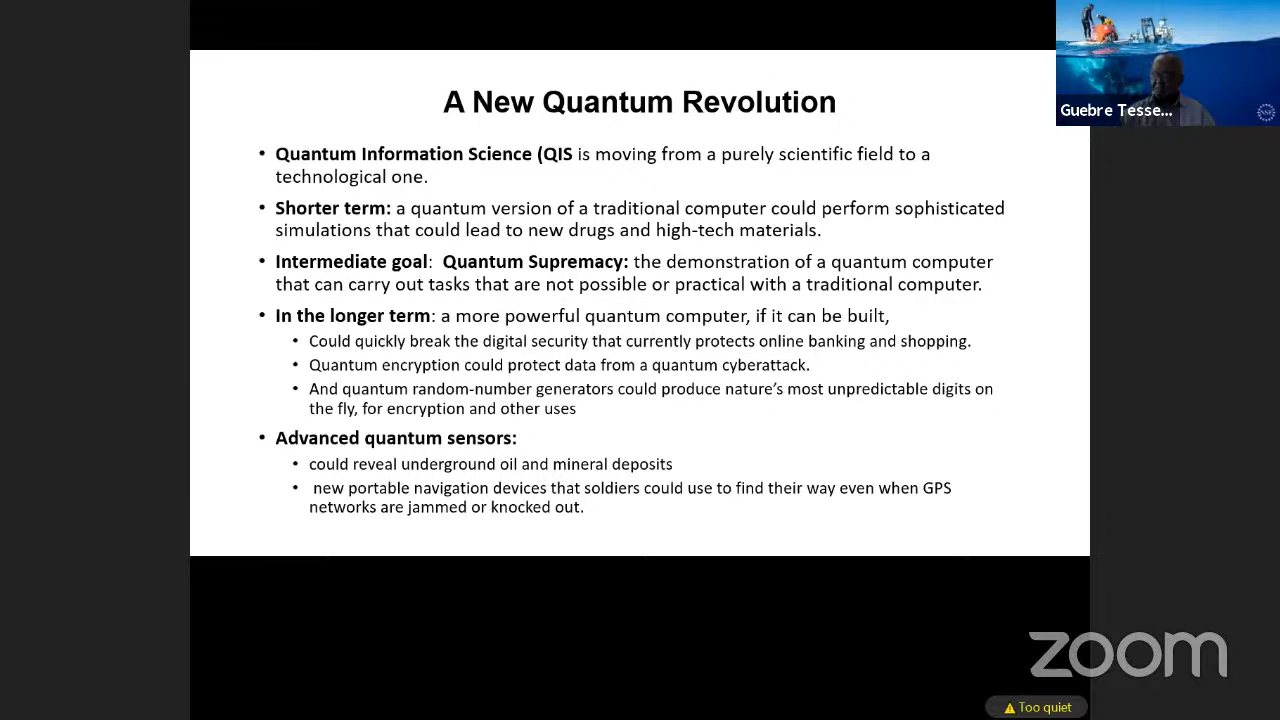 A New Quantum Revolution
Guebre Tesse...
• Quantum Information Science (QIS is moving from a purely scientific field to a
technological one.
• Shorter term: a quantum version of a traditional computer could perform sophisticated
simulations that could lead to new drugs and high-tech materials.
• Intermediate goal: Quantum Supremacy: the demonstration of a quantum computer
that can carry out tasks that are not possible or practical with a traditional computer.
• In the longer term: a more powerful quantum computer, if it can be built,
• Could quickly break the digital security that currently protects online banking and shopping.
• Quantum encryption could protect data from a quantum cyberattack.
• And quantum random-number generators could produce nature’s most unpredictable digits on
the fly, for encryption and other uses
• Advanced quantum sensors:
• could reveal underground oil and mineral deposits
• new portable navigation devices that soldiers could use to find their way even when GPS
networks are jammed or knocked out.
zoom
Too quiet